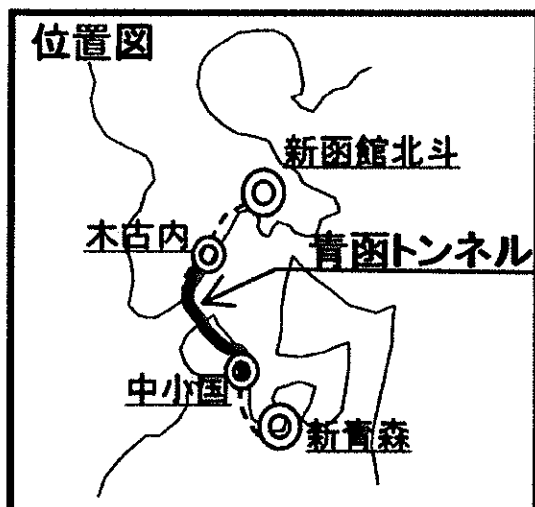 位置図
新函館北斗
木古内
青函トンネル
中小国
新青森